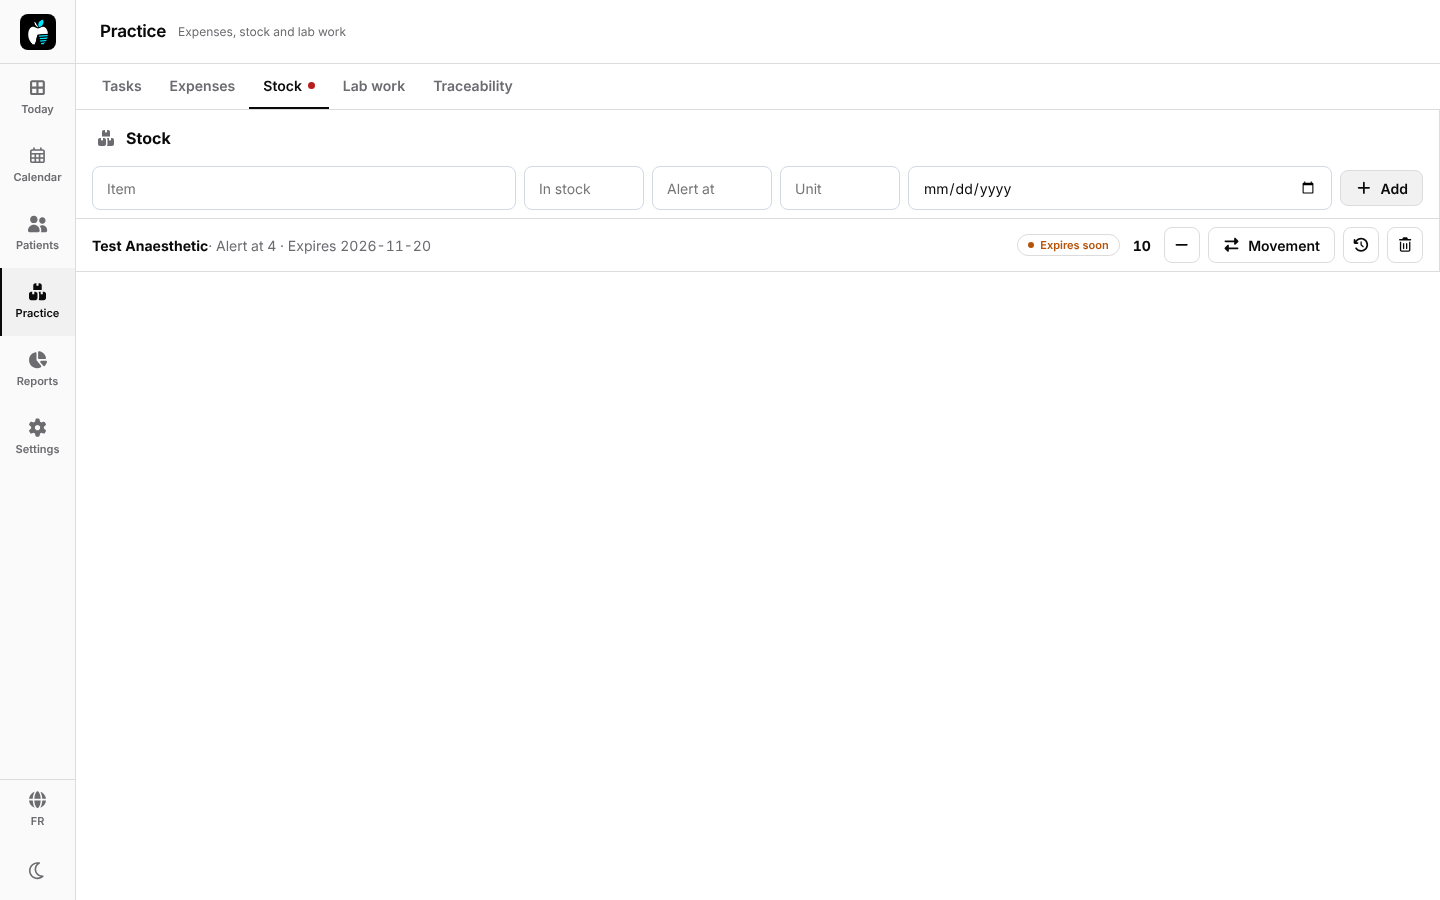 Practice
Expenses, stock and lab work
Today
Calendar
Patients
Practice
Reports
Settings
FR
Tasks
Expenses
Stock
Lab work
Traceability
Stock
Item
In stock
Alert at
Unit
mm/dd/yyyy
Add
Test Anaesthetic· Alert at 4 · Expires 2026-11-20
Expires soon
10
Movement